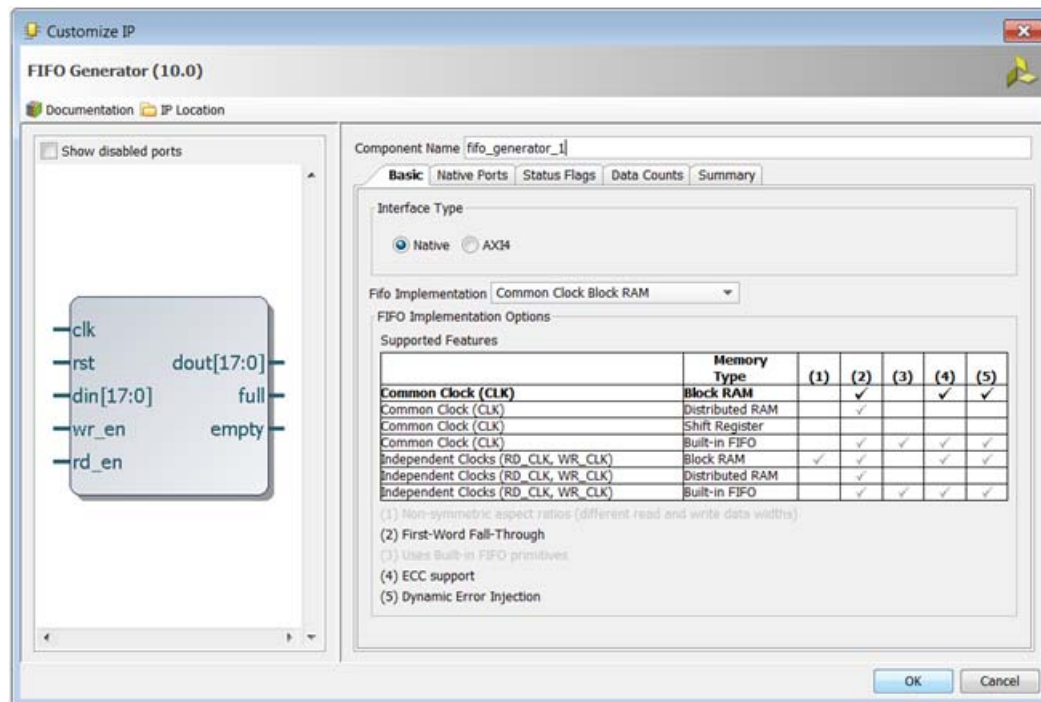 Customize IP
FIFO Generator (10.0)
Documentation IP Location
Show disabled ports
clk
rst dout[17:0]
din[17:0] full
wr_en empty
rd_en
Component Name fifo_generator_1
Basic Native Ports Status Flags Data Counts Summary
Interface Type
Native AXI4
Fifo Implementation Common Clock Block RAM
FIFO Implementation Options
Supported Features
Memory
Type (1) (2) (3) (4) (5)
Common Clock (CLK) Block RAM ✓ ✓ ✓
Common Clock (CLK) Distributed RAM ✓
Common Clock (CLK) Shift Register
Common Clock (CLK) Built-in FIFO ✓ ✓ ✓ ✓
Independent Clocks (RD_CLK, WR_CLK) Block RAM ✓ ✓ ✓ ✓
Independent Clocks (RD_CLK, WR_CLK) Distributed RAM ✓
Independent Clocks (RD_CLK, WR_CLK) Built-in FIFO ✓ ✓ ✓ ✓
(1) Non-symmetric aspect ratios (different read and write data widths)
(2) First-Word Fall-Through
(3) Uses Built-in FIFO primitives
(4) ECC support
(5) Dynamic Error Injection
OK Cancel